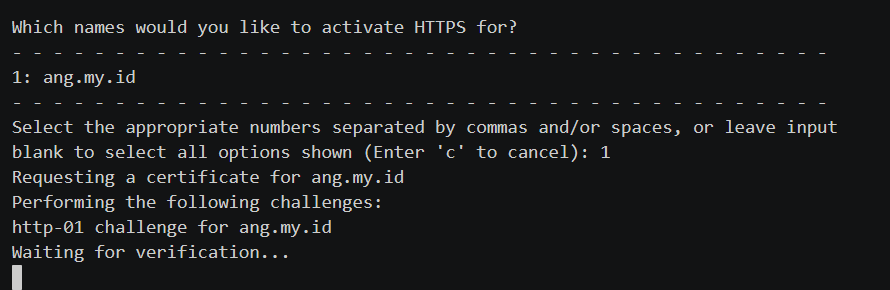 Which names would you like to activate HTTPS for?
- - - - - - - - - - - - - - - - - - - - - - - - - - - - - - - - - - - - - - - -
1: ang.my.id
- - - - - - - - - - - - - - - - - - - - - - - - - - - - - - - - - - - - - - - -
Select the appropriate numbers separated by commas and/or spaces, or leave input
blank to select all options shown (Enter 'c' to cancel): 1
Requesting a certificate for ang.my.id
Performing the following challenges:
http-01 challenge for ang.my.id
Waiting for verification...